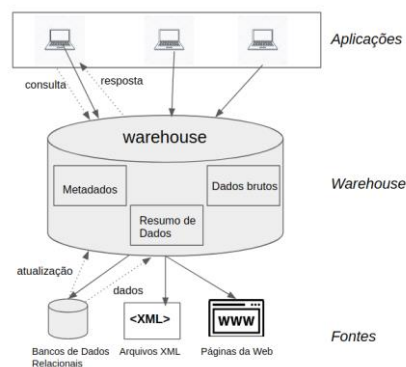 Aplicações
consulta
resposta
warehouse
Metadados
Dados brutos
Resumo de
Dados
Warehouse
atualização
dados
<XML>
WWW
Bancos de Dados
Relacionais
Arquivos XML
Páginas da Web
Fontes